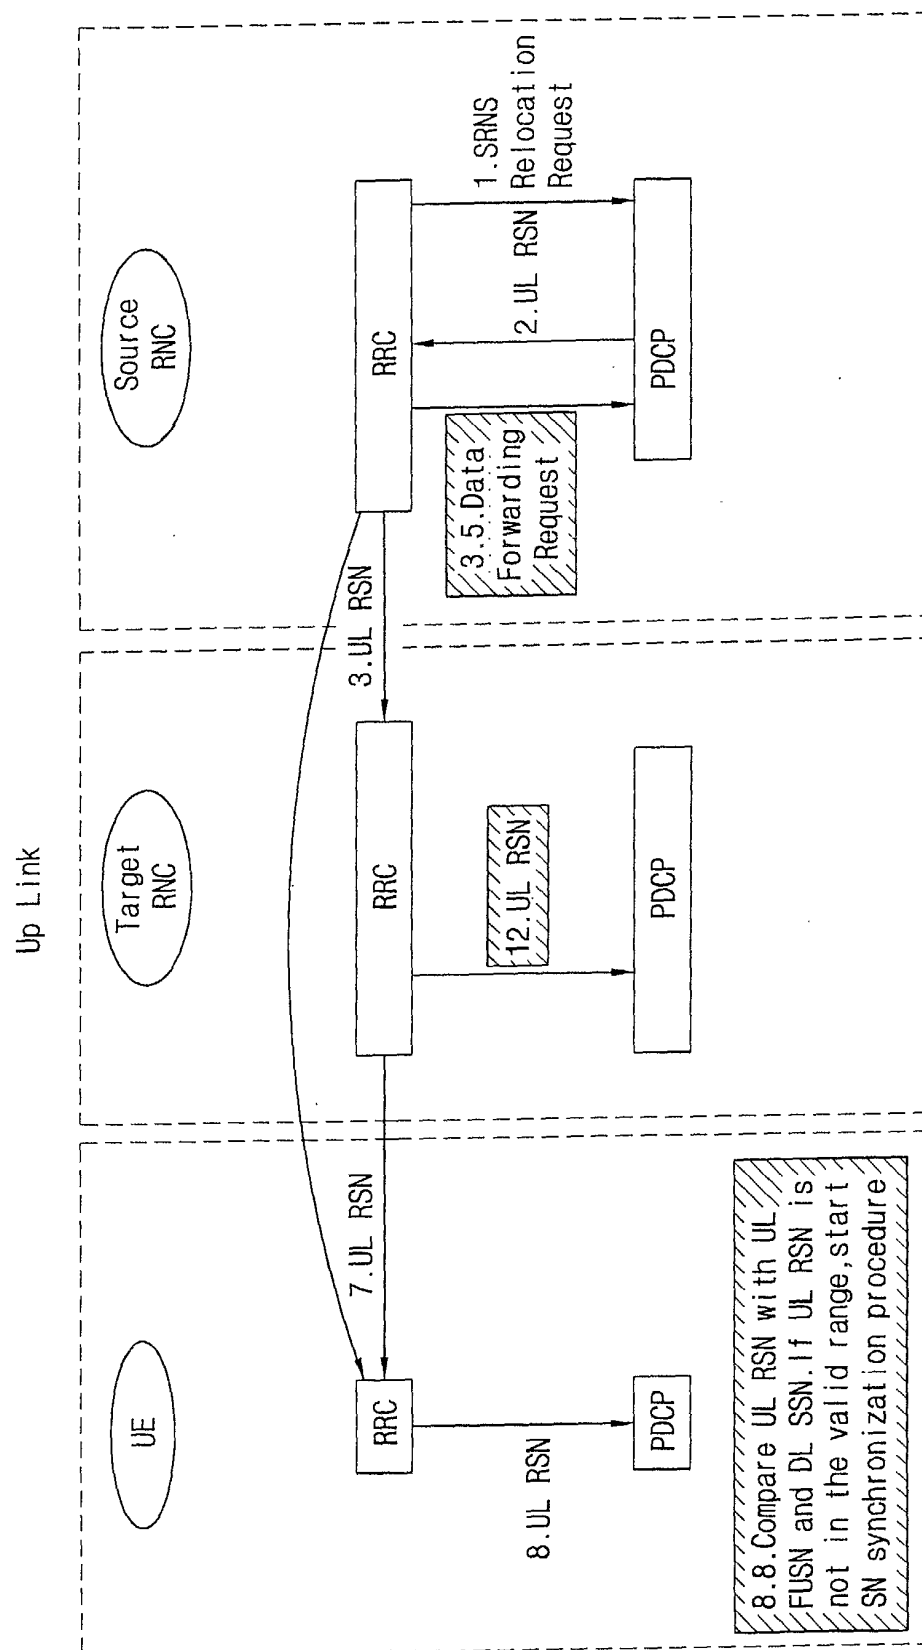 Up Link
UE
RRC
8.UL RSN
PDCP
8.8.Compare UL RSN with UL
FUSN and DL SSN.If UL RSN is
not in the valid range,start
SN synchronization procedure
7.UL RSN
Target
RNC
RRC
12.UL RSN
PDCP
3.UL RSN
Source
RNC
RRC
3.5.Data
Forwarding
Request
2.UL RSN
1.SRNS
Relocation
Request
PDCP